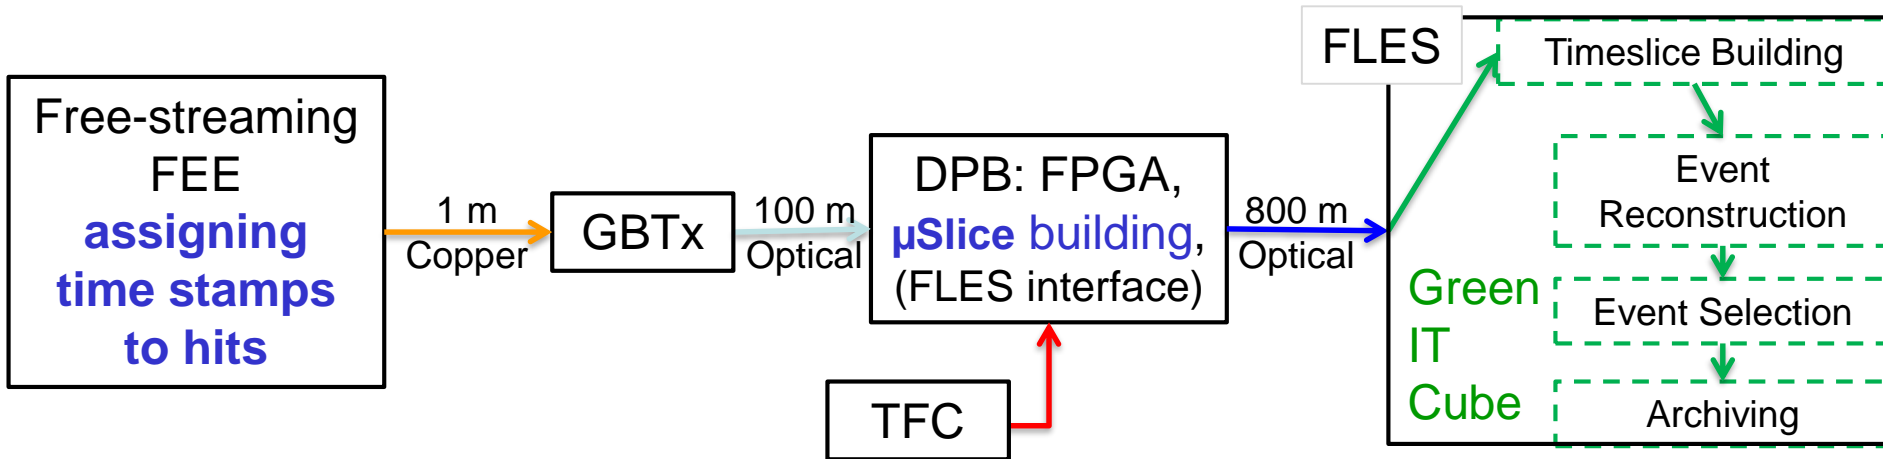 Free-streaming
FEE
assigning
time stamps
to hits
1 m
Copper
GBTx
100 m
Optical
DPB: FPGA,
µSlice building,
(FLES interface)
TFC
800 m
Optical
FLES
Timeslice Building
Event
Reconstruction
Event Selection
Archiving
Green
IT
Cube